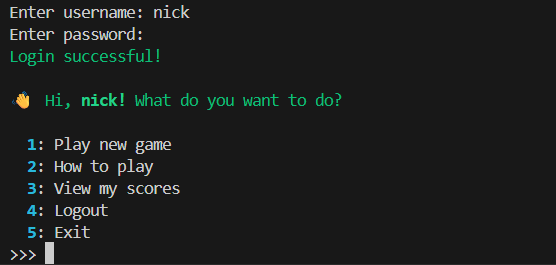 Enter username: nick
Enter password:
Login successful!
👋 Hi, nick! What do you want to do?
1: Play new game
2: How to play
3: View my scores
4: Logout
5: Exit
>>>